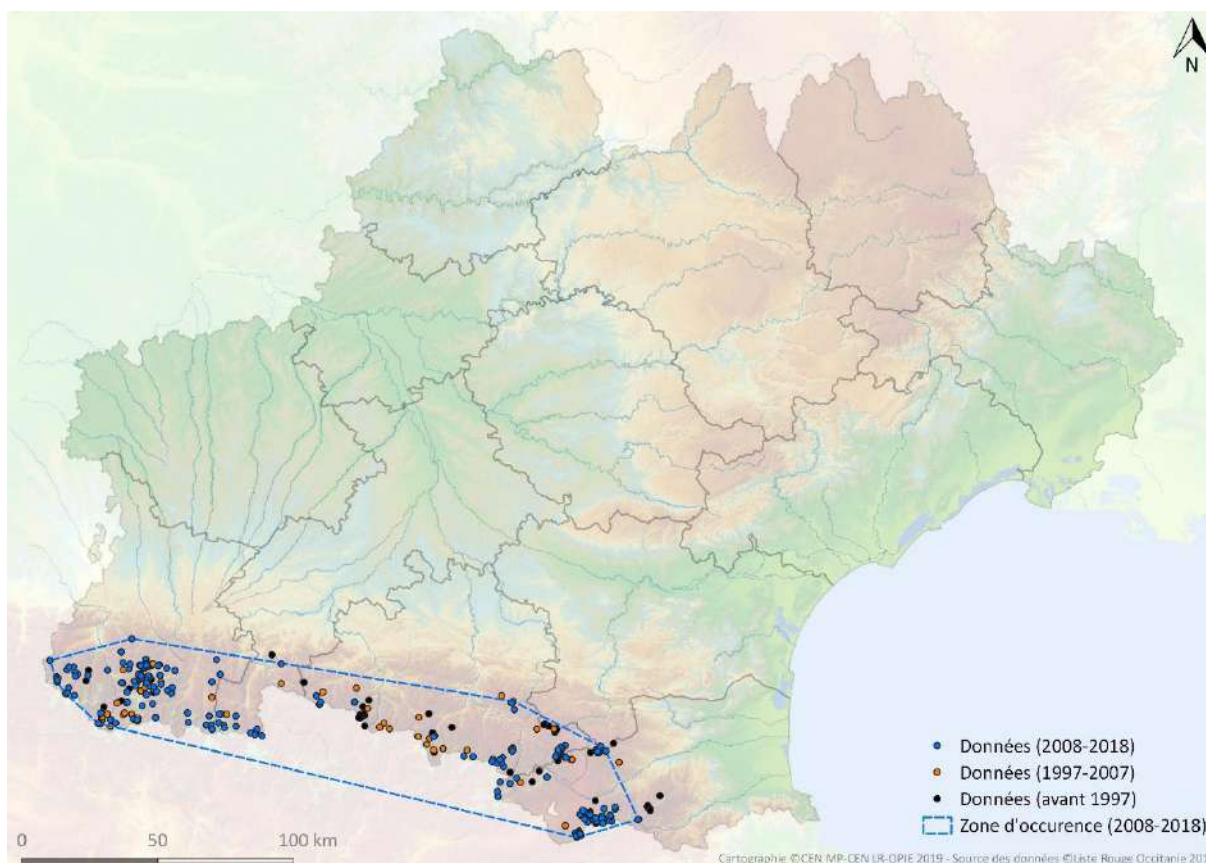 N
Données (2008-2018)
Données (1997-2007)
Données (avant 1997)
Zone d'occurence (2008-2018)
0 50 100 km
Cartographie ©CEN MP-CEN LR-OPIE 2019 - Source des données ©Liste Rouge Occitanie